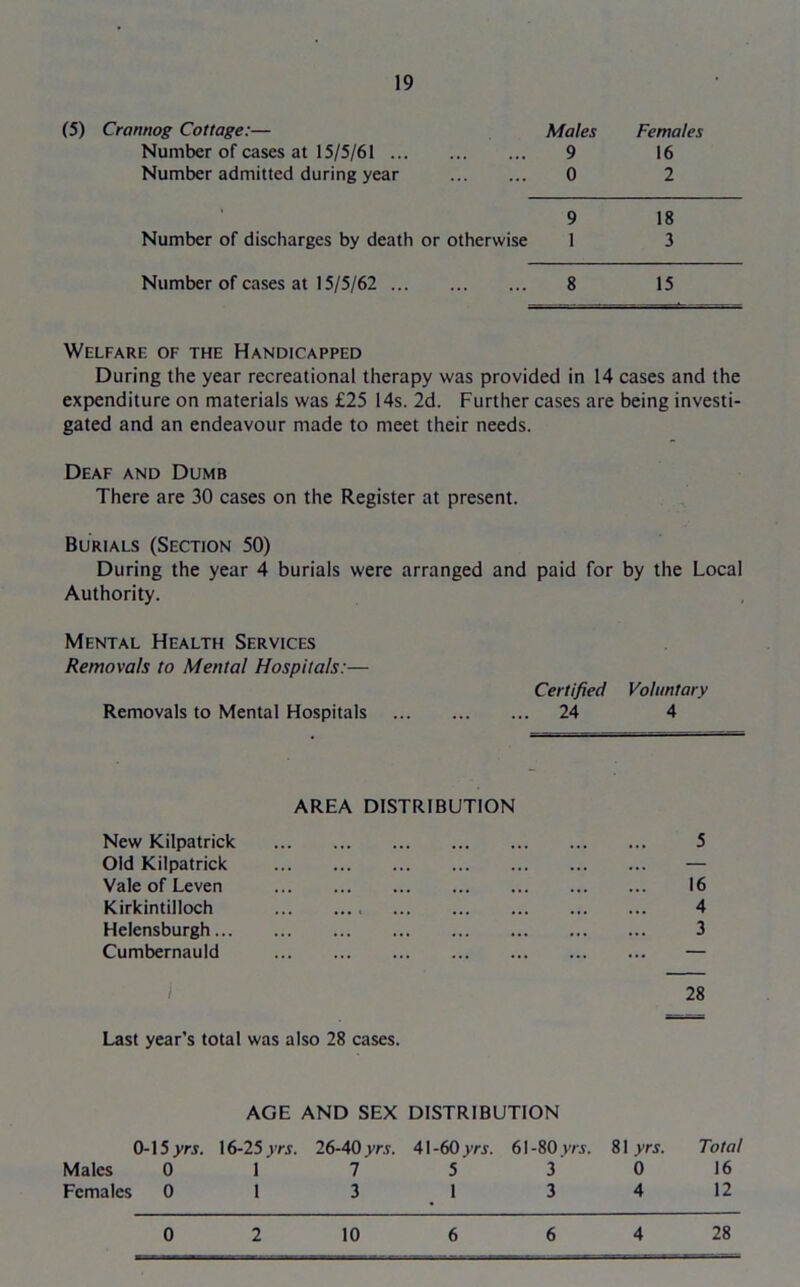 19
(5) Crannog Cottage:— Males Females
Number of cases at 15/5/61 ... ... ... 9 16
Number admitted during year ... ... 0 2
9 18
Number of discharges by death or otherwise 1 3
Number of cases at 15/5/62 ... ... ... 8 15
WELFARE OF THE HANDICAPPED
During the year recreational therapy was provided in 14 cases and the
expenditure on materials was £25 14s. 2d. Further cases are being investi-
gated and an endeavour made to meet their needs.
DEAF AND DUMB
There are 30 cases on the Register at present.
BURIALS (SECTION 50)
During the year 4 burials were arranged and paid for by the Local
Authority.
MENTAL HEALTH SERVICES
Removals to Mental Hospitals:—
Certified Voluntary
Removals to Mental Hospitals ... ... ... 24 4
AREA DISTRIBUTION
New Kilpatrick ... ... ... ... ... ... ... 5
Old Kilpatrick ... ... ... ... ... ... ... —
Vale of Leven ... ... ... ... ... ... ... 16
Kirkintilloch ... ... ... ... ... ... ... 4
Helensburgh ... ... ... ... ... ... ... ... 3
Cumbernauld ... ... ... ... ... ... ... —
28
Last year's total was also 28 cases.
AGE AND SEX DISTRIBUTION
0-15 yrs. 16-25 yrs. 26-40 yrs. 41-60 yrs. 61-80 yrs. 81 yrs. Total
Males 0 1 7 5 3 0 16
Females 0 1 3 1 3 4 12
0 2 10 6 6 4 28